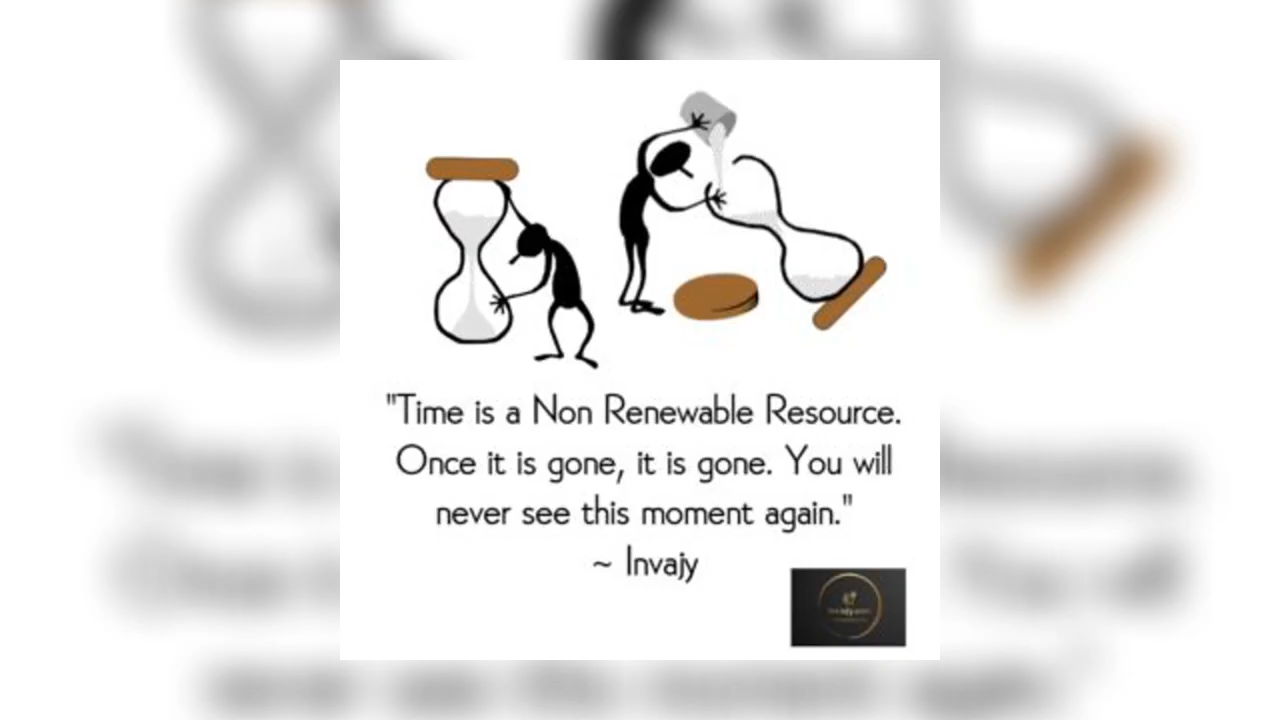 "Time is a Non Renewable Resource.
Once it is gone, it is gone. You will
never see this moment again."
~ Invajy